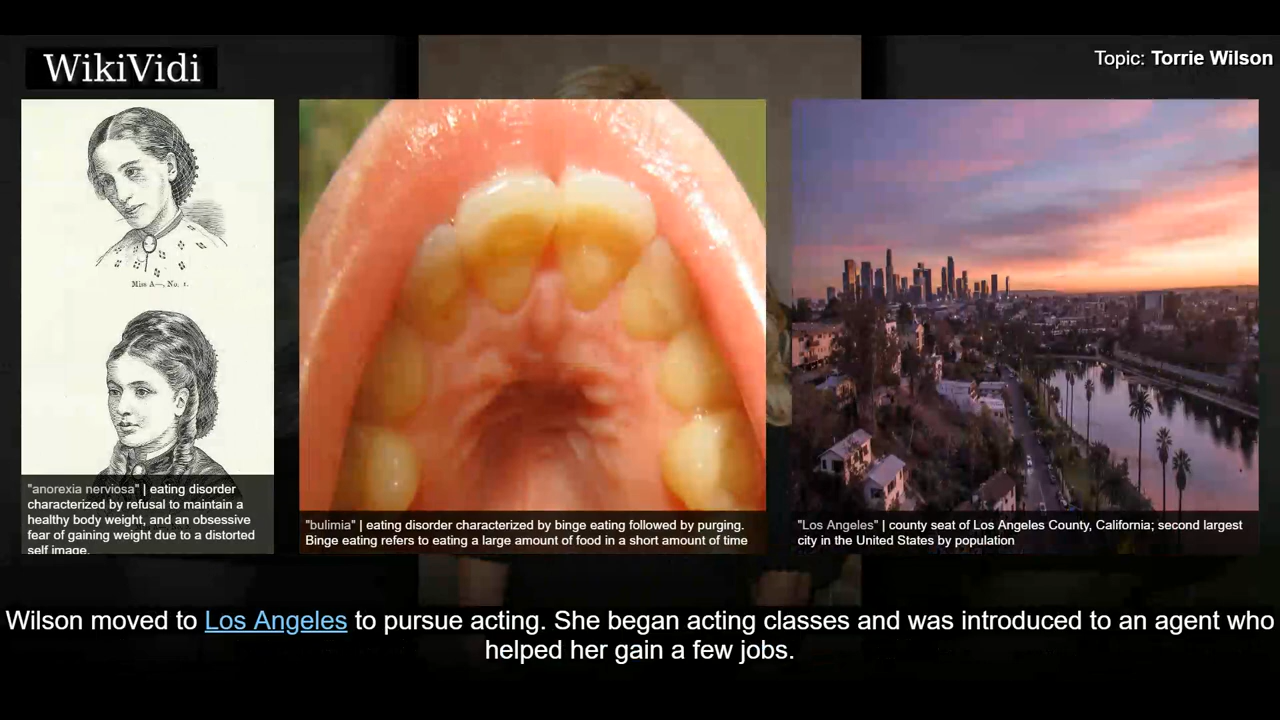 WikiVidi
Topic: Torrie Wilson
Miss A—, No. 1.
"anorexia nerviosa" | eating disorder
characterized by refusal to maintain a
healthy body weight, and an obsessive
fear of gaining weight due to a distorted
self image.
"bulimia" | eating disorder characterized by binge eating followed by purging.
Binge eating refers to eating a large amount of food in a short amount of time
"Los Angeles" | county seat of Los Angeles County, California; second largest
city in the United States by population
Wilson moved to Los Angeles to pursue acting. She began acting classes and was introduced to an agent who
helped her gain a few jobs.